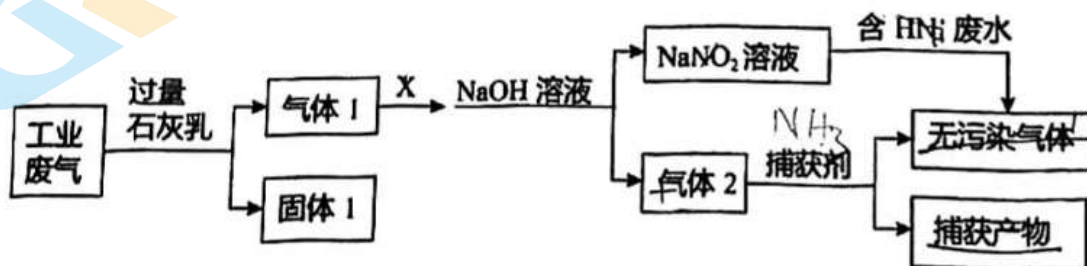 工业
废气
过量
石灰乳
气体 1
固体 1
X
NaOH 溶液
NaNO₂ 溶液
气体 2
含 废水
NH₃
捕获剂
无污染气体
捕获产物